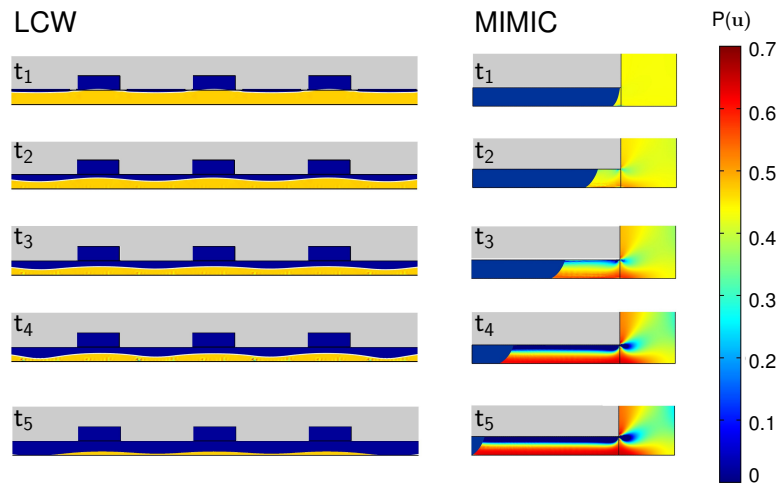 LCW
MIMIC
P(u)
t₁
t₂
t₃
t₄
t₅
t₁
t₂
t₃
t₄
t₅
0.7
0.6
0.5
0.4
0.3
0.2
0.1
0